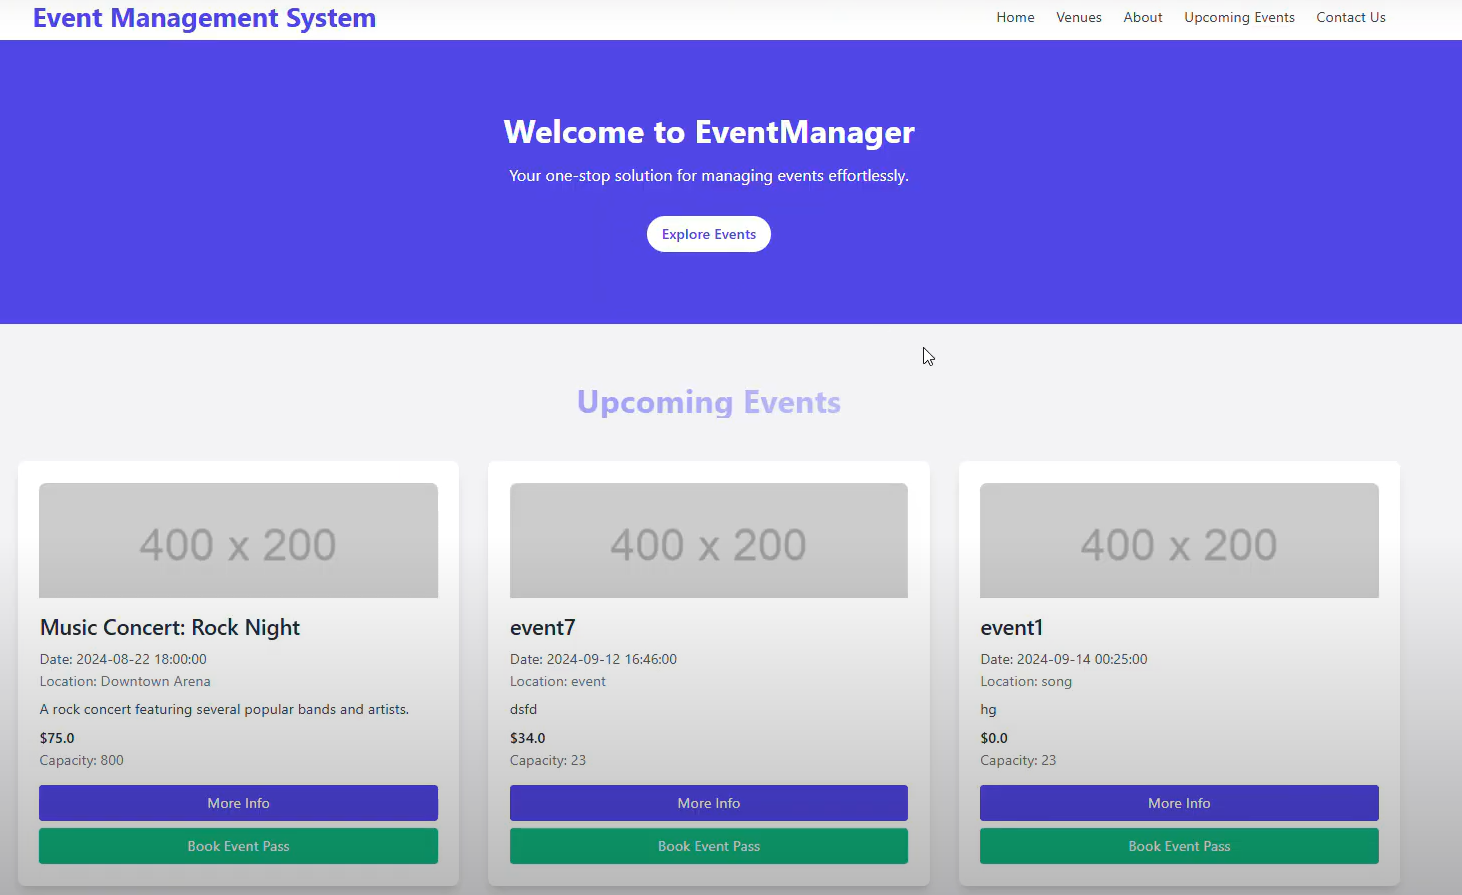 Event Management System
Home Venues About Upcoming Events Contact Us
Welcome to EventManager
Your one-stop solution for managing events effortlessly.
Explore Events
Upcoming Events
400 x 200
Music Concert: Rock Night
Date: 2024-08-22 18:00:00
Location: Downtown Arena
A rock concert featuring several popular bands and artists.
$75.0
Capacity: 800
More Info
Book Event Pass
400 x 200
event7
Date: 2024-09-12 16:46:00
Location: event
dsfd
$34.0
Capacity: 23
More Info
Book Event Pass
400 x 200
event1
Date: 2024-09-14 00:25:00
Location: song
hg
$0.0
Capacity: 23
More Info
Book Event Pass